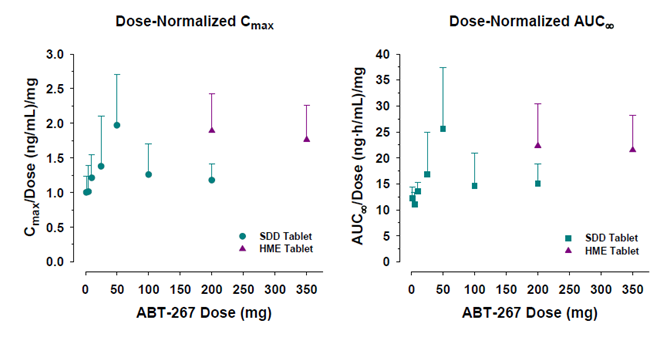 Dose-Normalized Cmax
Cmax/Dose (ng/mL)/mg
3.0
2.5
2.0
1.5
1.0
0.5
0.0
SDD Tablet
HME Tablet
0 50 100 150 200 250 300 350
ABT-267 Dose (mg)
Dose-Normalized AUC∞
AUC∞/Dose (ng·h/mL)/mg
40
35
30
25
20
15
10
5
0
SDD Tablet
HME Tablet
0 50 100 150 200 250 300 350
ABT-267 Dose (mg)